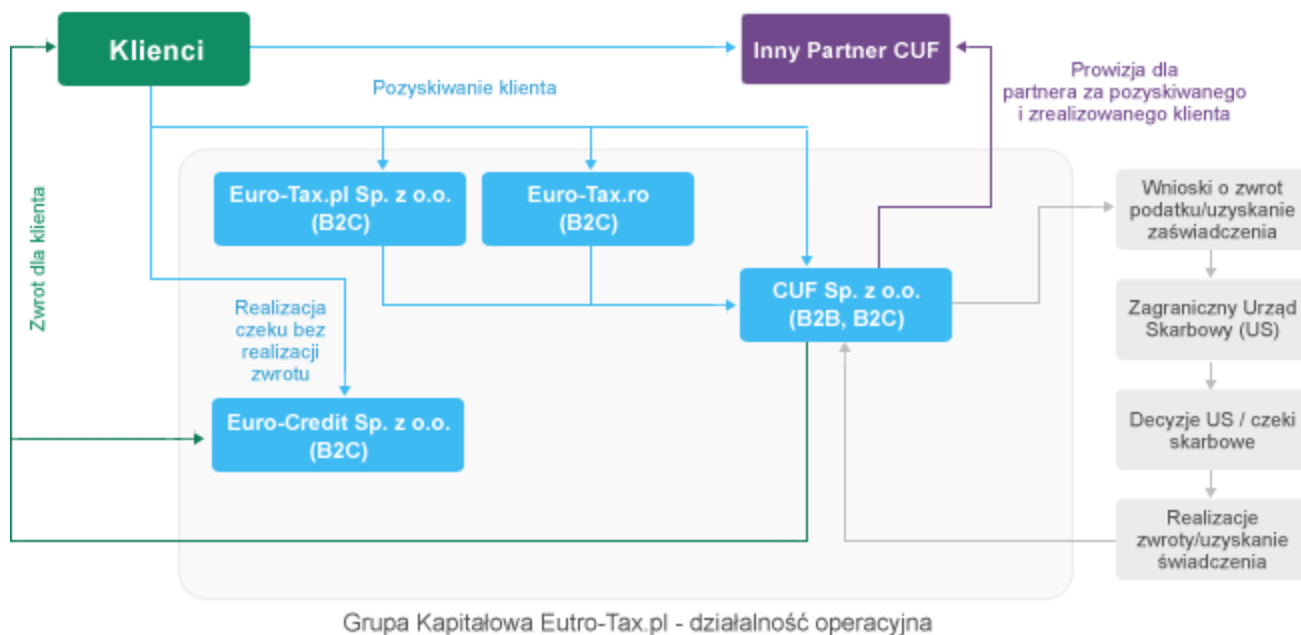 Klienci
Inny Partner CUF
Pozyskiwanie klienta
Prowizja dla
partnera za pozyskiwanego
i zrealizowanego klienta
Zwrot dla klienta
Euro-Tax.pl Sp. z o.o.
(B2C)
Euro-Tax.ro
(B2C)
Wnioski o zwrot
podatku/uzyskanie
zaświadczenia
CUF Sp. z o.o.
(B2B, B2C)
Zagraniczny Urząd
Skarbowy (US)
Realizacja
czeku bez
realizacji
zwrotu
Euro-Credit Sp. z o.o.
(B2C)
Decyzje US / czeki
skarbowe
Realizacje
zwroty/uzyskanie
świadczenia
Grupa Kapitałowa Eutro-Tax.pl - działalność operacyjna